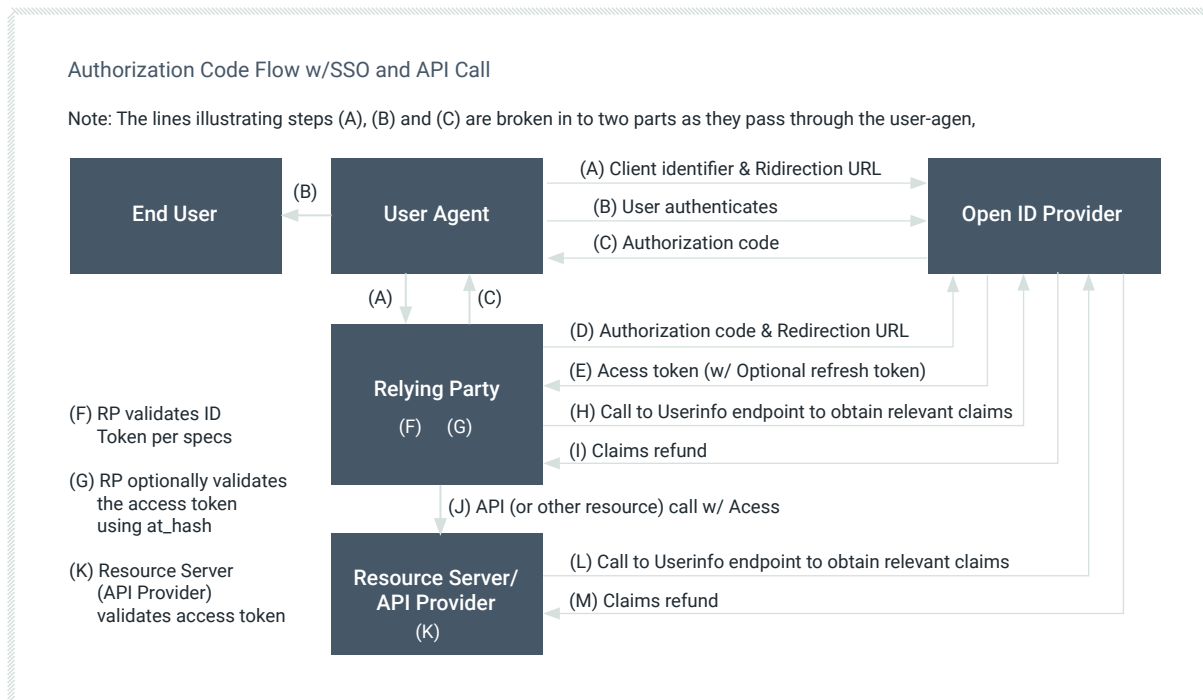 Authorization Code Flow w/SSO and API Call
Note: The lines illustrating steps (A), (B) and (C) are broken in to two parts as they pass through the user-agen,
End User
(B)
User Agent
(A) Client identifier & Ridirection URL
(B) User authenticates
(C) Authorization code
Open ID Provider
(A)
(C)
Relying Party
(F) (G)
(D) Authorization code & Redirection URL
(E) Acess token (w/ Optional refresh token)
(H) Call to Userinfo endpoint to obtain relevant claims
(I) Claims refund
(F) RP validates ID
Token per specs
(G) RP optionally validates
the access token
using at_hash
(K) Resource Server
(API Provider)
validates access token
(J) API (or other resource) call w/ Acess
Resource Server/
API Provider
(K)
(L) Call to Userinfo endpoint to obtain relevant claims
(M) Claims refund